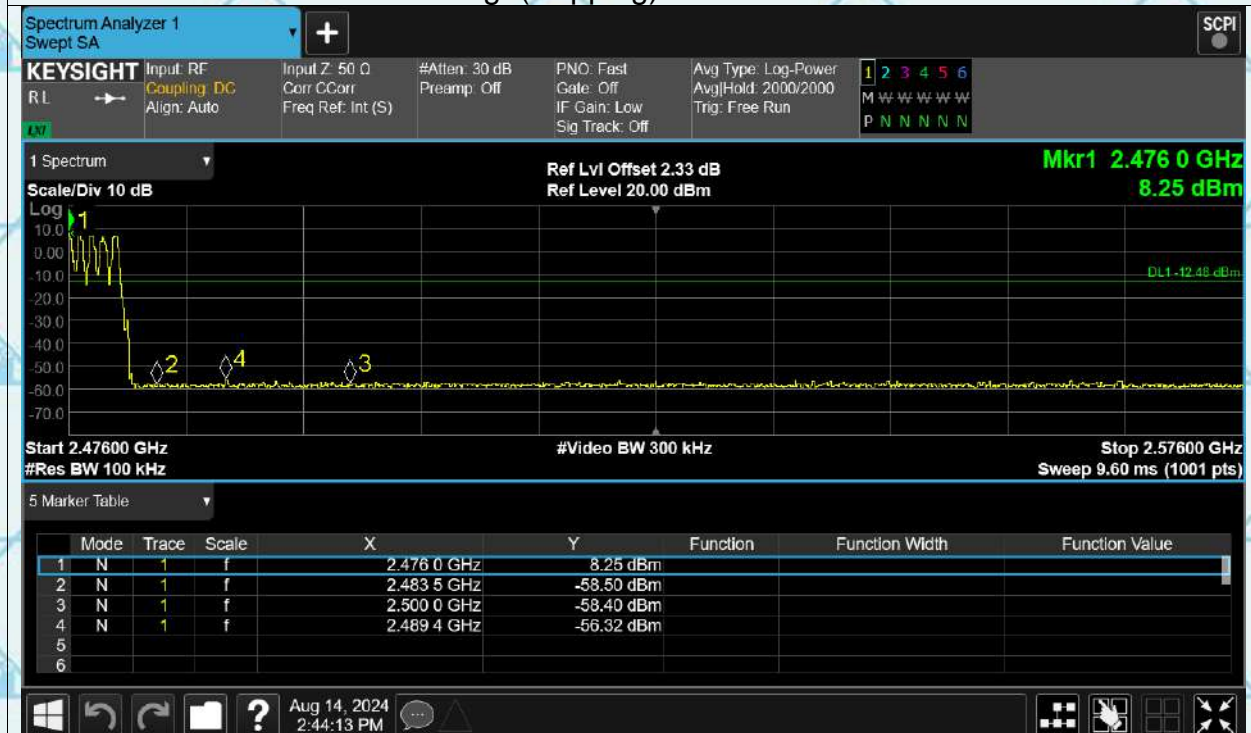 Spectrum Analyzer 1
Swept SA
+
SCPI
KEYSIGHT
RL
LXI
Input: RF
Coupling: DC
Align: Auto
Input Z: 50 Ω
Corr CCorr
Freq Ref: Int (S)
#Atten: 30 dB
Preamp: Off
PNO: Fast
Gate: Off
IF Gain: Low
Sig Track: Off
Avg Type: Log-Power
Avg|Hold: 2000/2000
Trig: Free Run
1 2 3 4 5 6
M W W W W W
P N N N N N
1 Spectrum
Scale/Div 10 dB
Ref Lvl Offset 2.33 dB
Ref Level 20.00 dBm
Mkr1 2.476 0 GHz
8.25 dBm
Log
1
10.0
0.00
-10.0
DL1 -12.48 dBm
-20.0
-30.0
-40.0
-50.0
2 4 3
-60.0
-70.0
Start 2.47600 GHz #Video BW 300 kHz Stop 2.57600 GHz
#Res BW 100 kHz Sweep 9.60 ms (1001 pts)
5 Marker Table
Mode Trace Scale X Y Function Function Width Function Value
1 N 1 f 2.476 0 GHz 8.25 dBm
2 N 1 f 2.483 5 GHz -58.50 dBm
3 N 1 f 2.500 0 GHz -58.40 dBm
4 N 1 f 2.489 4 GHz -56.32 dBm
5
6
? Aug 14, 2024
2:44:13 PM